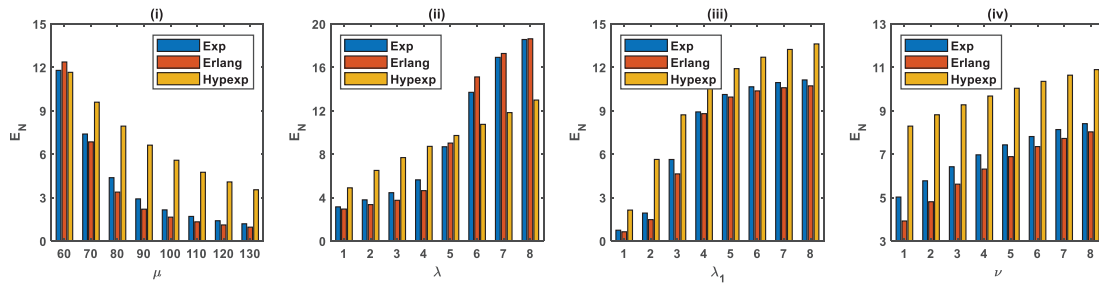 (i)
15
12
9
6
3
0
E_N
60 70 80 90 100 110 120 130
μ
Exp
Erlang
Hypexp
(ii)
20
16
12
8
4
0
E_N
1 2 3 4 5 6 7 8
λ
Exp
Erlang
Hypexp
(iii)
15
12
9
6
3
0
E_N
1 2 3 4 5 6 7 8
λ_1
Exp
Erlang
Hypexp
(iv)
13
11
9
7
5
3
E_N
1 2 3 4 5 6 7 8
ν
Exp
Erlang
Hypexp